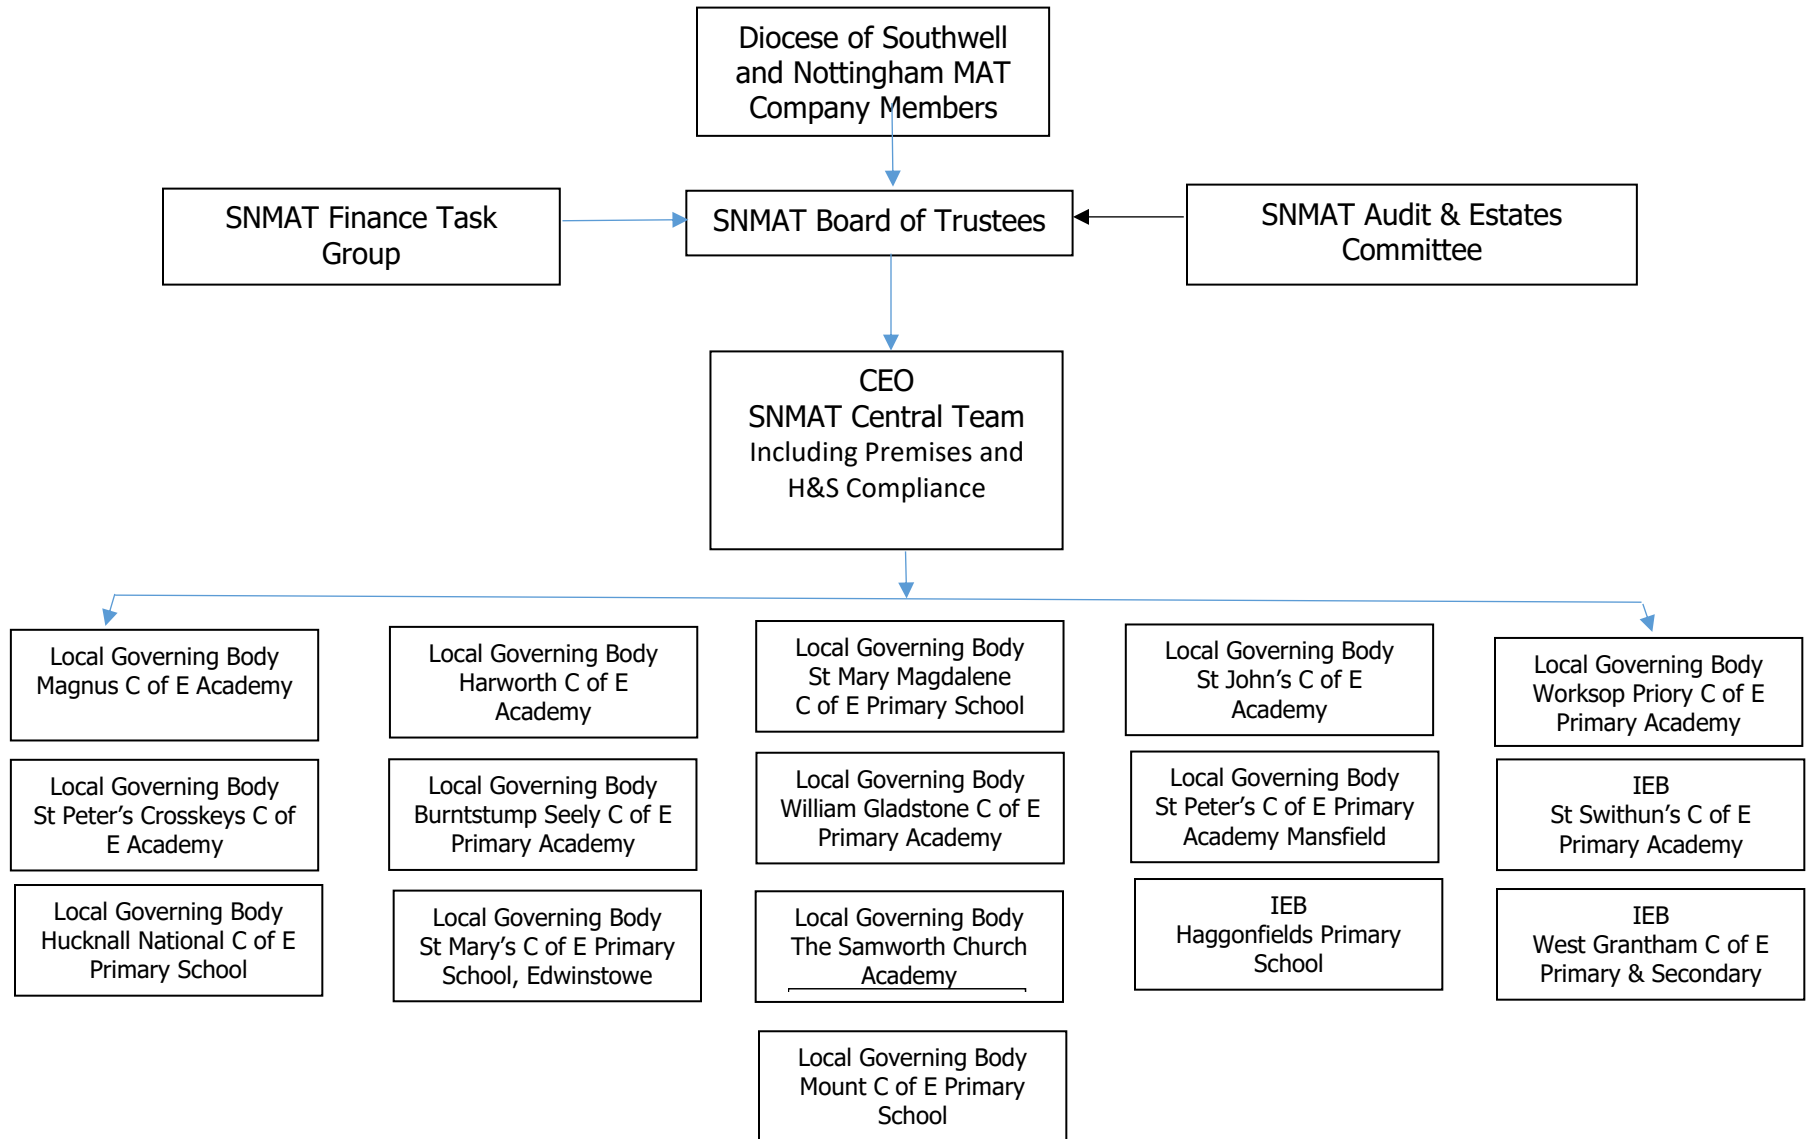 Diocese of Southwell
and Nottingham MAT
Company Members
SNMAT Finance Task
Group
SNMAT Board of Trustees
SNMAT Audit & Estates
Committee
CEO
SNMAT Central Team
Including Premises and
H&S Compliance
Local Governing Body
Magnus C of E Academy
Local Governing Body
Harworth C of E
Academy
Local Governing Body
St Mary Magdalene
C of E Primary School
Local Governing Body
St John’s C of E
Academy
Local Governing Body
Worksop Priory C of E
Primary Academy
Local Governing Body
St Peter’s Crosskeys C of
E Academy
Local Governing Body
Burntstump Seely C of E
Primary Academy
Local Governing Body
William Gladstone C of E
Primary Academy
Local Governing Body
St Peter’s C of E Primary
Academy Mansfield
IEB
St Swithun’s C of E
Primary Academy
Local Governing Body
Hucknall National C of E
Primary School
Local Governing Body
St Mary’s C of E Primary
School, Edwinstowe
Local Governing Body
The Samworth Church
Academy
IEB
Haggonfields Primary
School
IEB
West Grantham C of E
Primary & Secondary
Local Governing Body
Mount C of E Primary
School